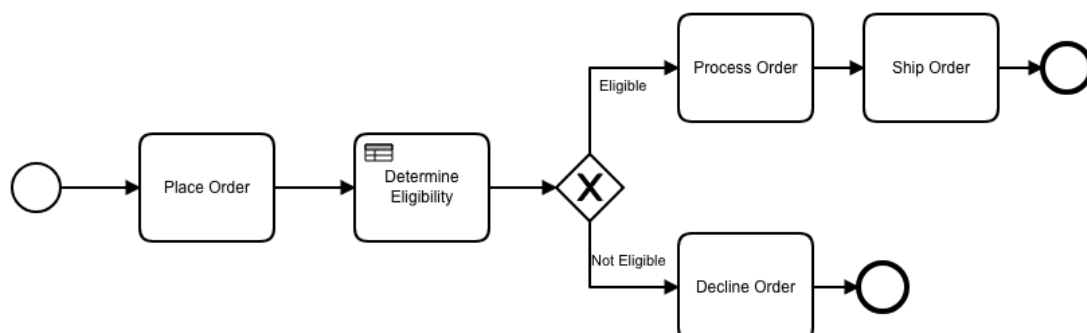 Process Order
Ship Order
Eligible
Place Order
Determine
Eligibility
Not Eligible
Decline Order